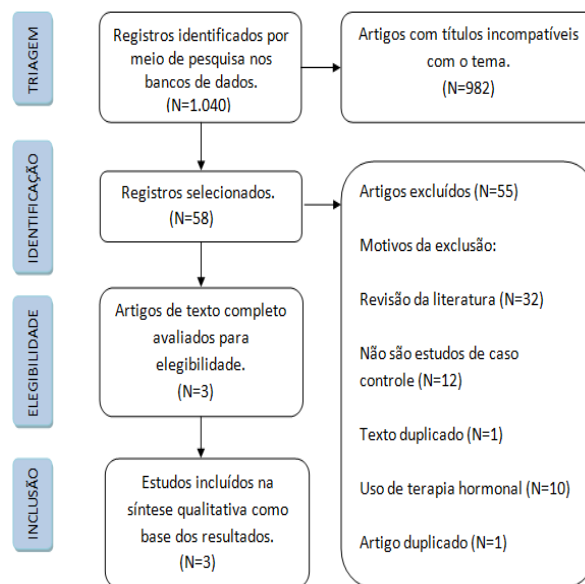 TRIAGEM
Registros identificados por
meio de pesquisa nos
bancos de dados.
(N=1.040)
Artigos com títulos incompatíveis
com o tema.
(N=982)
IDENTIFICAÇÃO
Registros selecionados.
(N=58)
Artigos excluídos (N=55)
Motivos da exclusão:
Revisão da literatura (N=32)
Não são estudos de caso
controle (N=12)
Texto duplicado (N=1)
Uso de terapia hormonal (N=10)
Artigo duplicado (N=1)
ELEGIBILIDADE
Artigos de texto completo
avaliados para
elegibilidade.
(N=3)
INCLUSÃO
Estudos incluídos na
síntese qualitativa como
base dos resultados.
(N=3)